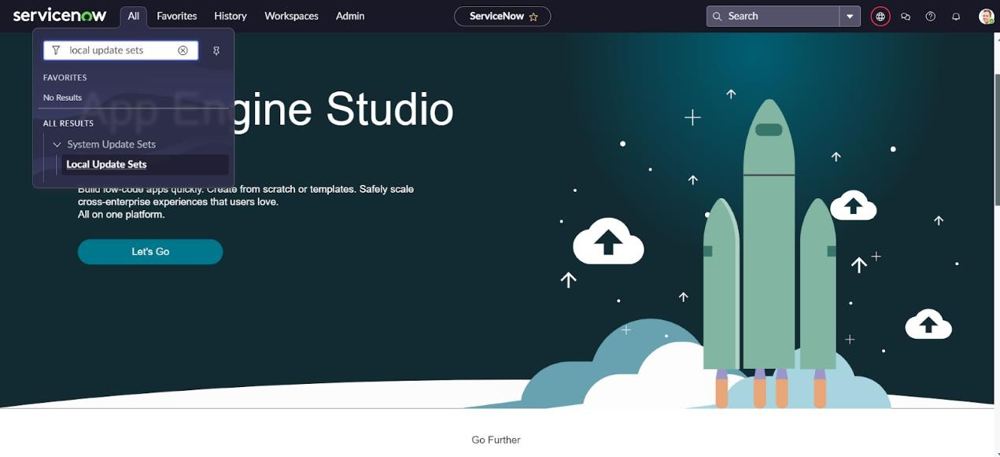 servicenow All Favorites History Workspaces Admin ServiceNow Search
local update sets
FAVORITES
No Results
App Engine Studio
ALL RESULTS
System Update Sets
Local Update Sets
Build low-code apps quickly. Create from scratch or templates. Safely scale
cross-enterprise experiences that users love.
All on one platform.
Let's Go
Go Further